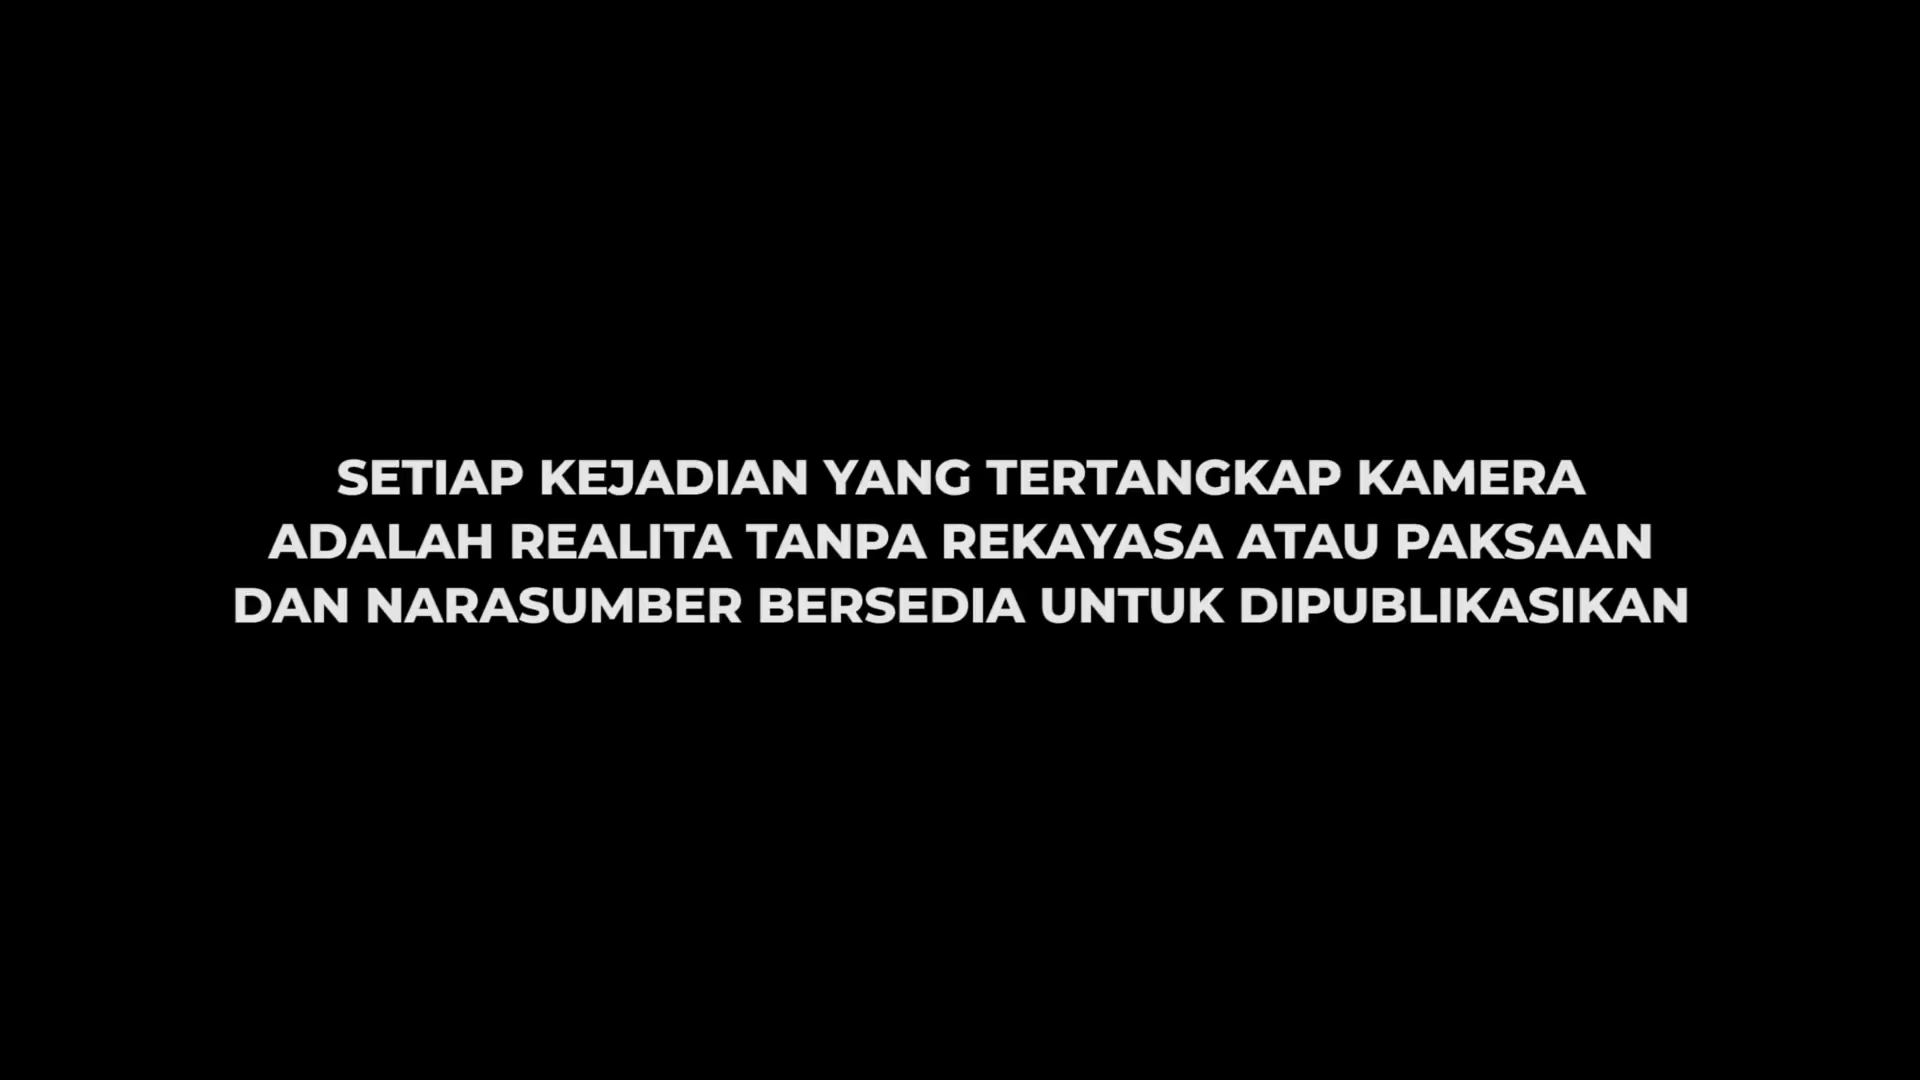 SETIAP KEJADIAN YANG TERTANGKAP KAMERA
ADALAH REALITA TANPA REKAYASA ATAU PAKSAAN
DAN NARASUMBER BERSEDIA UNTUK DIPUBLIKASIKAN